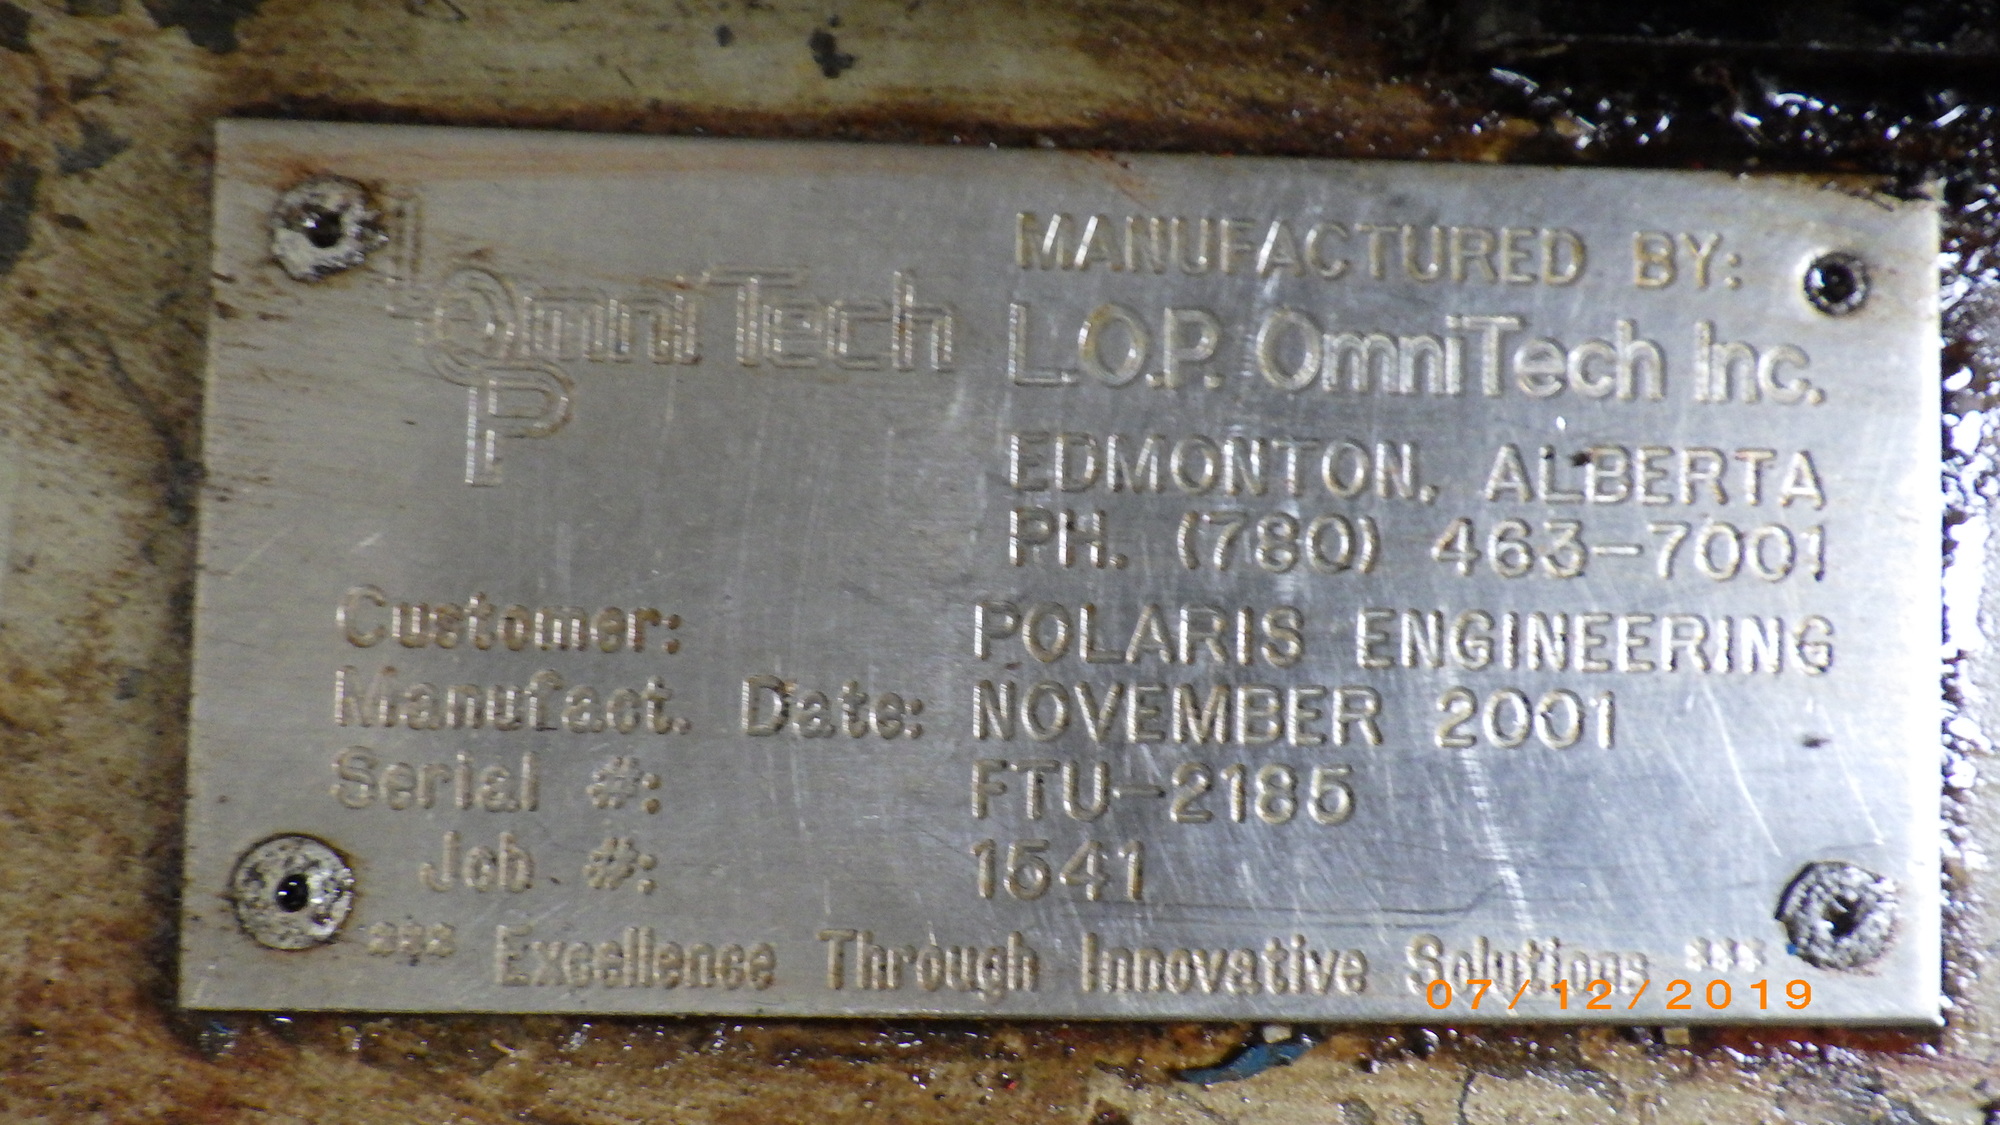 LOmniTech
P
MANUFACTURED BY:
L.O.P. OmniTech Inc.
EDMONTON, ALBERTA
PH. (780) 463-7001
Customer: POLARIS ENGINEERING
Manufact. Date: NOVEMBER 2001
Serial #: FTU-2185
Job #: 1541
*** Excellence Through Innovative Solutions ***
07/12/2019